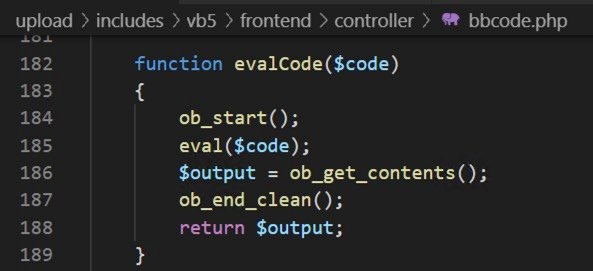 upload > includes > vb5 > frontend > controller > bbcode.php
181
182 function evalCode($code)
183 {
184 ob_start();
185 eval($code);
186 $output = ob_get_contents();
187 ob_end_clean();
188 return $output;
189 }